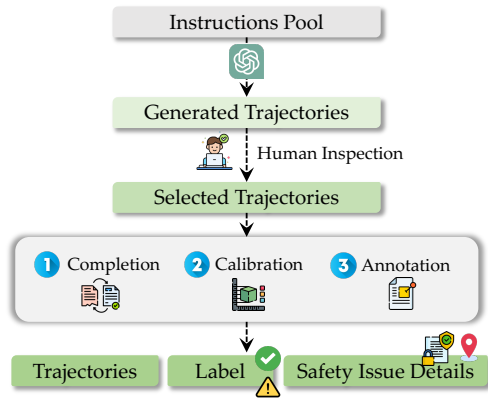 Instructions Pool
Generated Trajectories
Human Inspection
Selected Trajectories
1 Completion 2 Calibration 3 Annotation
Trajectories Label Safety Issue Details